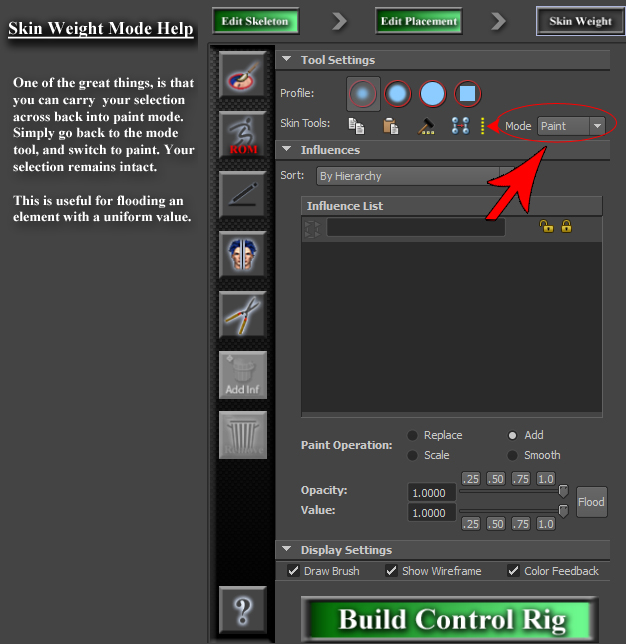 Skin Weight Mode Help
One of the great things, is that
you can carry your selection
across back into paint mode.
Simply go back to the mode
tool, and switch to paint. Your
selection remains intact.
This is useful for flooding an
element with a uniform value.
Edit Skeleton
Edit Placement
Skin Weight
Tool Settings
Profile:
Skin Tools:
Mode Paint
ROM
Influences
Sort: By Hierarchy
Influence List
Add Inf
Paint Operation:
Replace
Add
Scale
Smooth
.25 .50 .75 1.0
Opacity: 1.0000
Value: 1.0000
Flood
.25 .50 .75 1.0
Display Settings
Draw Brush
Show Wireframe
Color Feedback
?
Build Control Rig